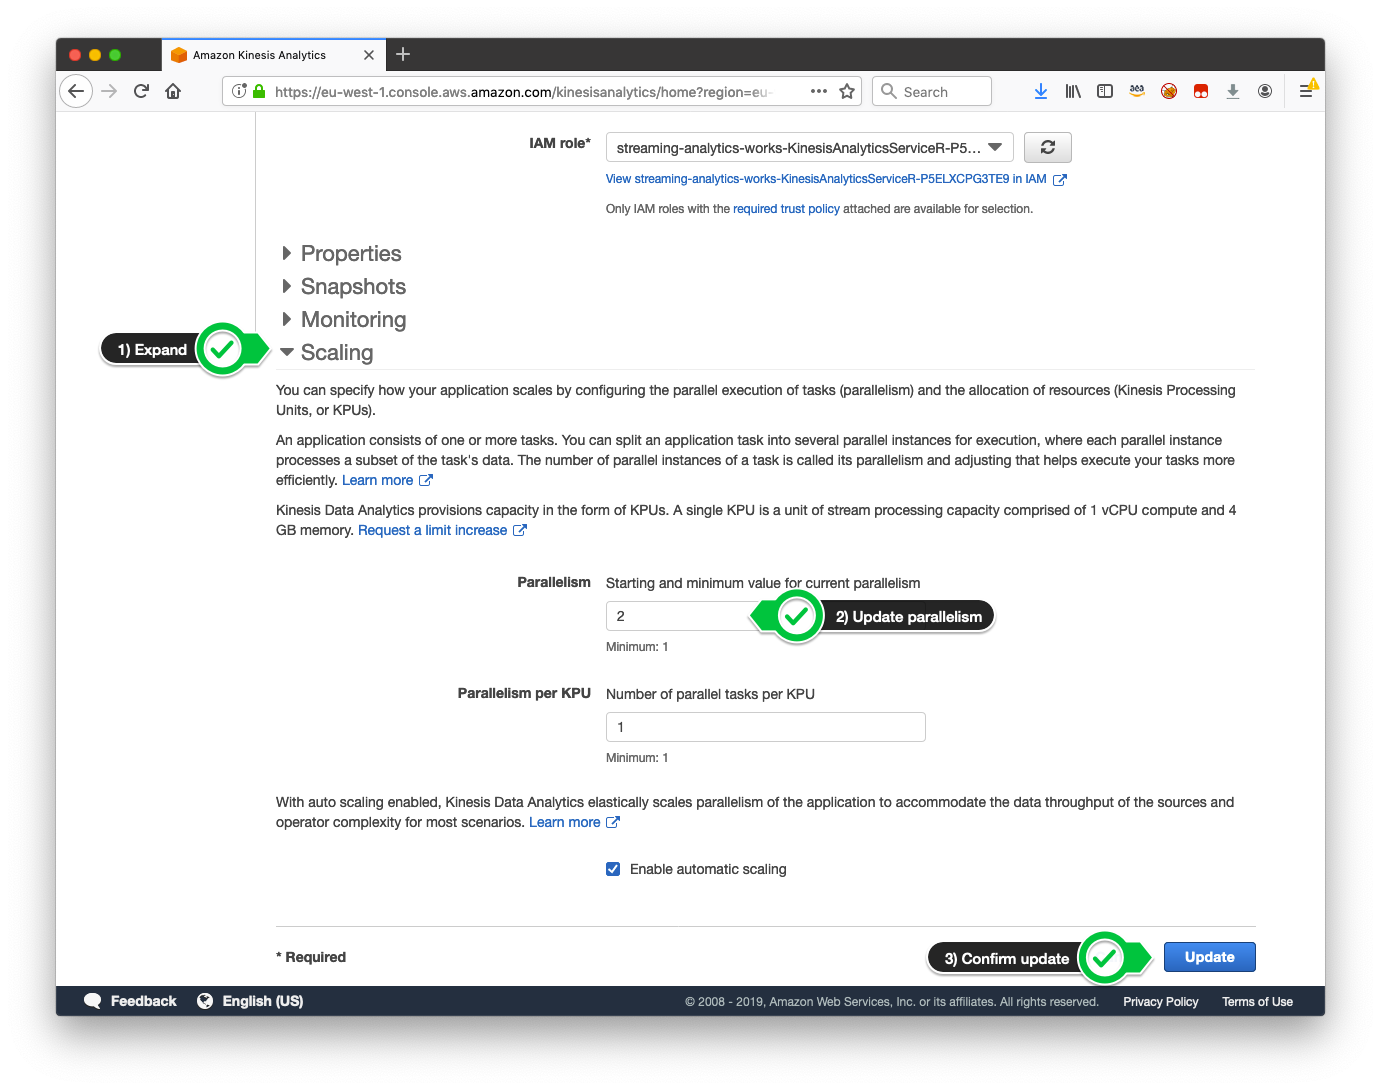 Amazon Kinesis Analytics
https://eu-west-1.console.aws.amazon.com/kinesisanalytics/home?region=eu-
Search
IAM role*
streaming-analytics-works-KinesisAnalyticsServiceR-P5...
View streaming-analytics-works-KinesisAnalyticsServiceR-P5ELXCPG3TE9 in IAM
Only IAM roles with the required trust policy attached are available for selection.
Properties
Snapshots
Monitoring
1) Expand
Scaling
You can specify how your application scales by configuring the parallel execution of tasks (parallelism) and the allocation of resources (Kinesis Processing
Units, or KPUs).
An application consists of one or more tasks. You can split an application task into several parallel instances for execution, where each parallel instance
processes a subset of the task's data. The number of parallel instances of a task is called its parallelism and adjusting that helps execute your tasks more
efficiently. Learn more
Kinesis Data Analytics provisions capacity in the form of KPUs. A single KPU is a unit of stream processing capacity comprised of 1 vCPU compute and 4
GB memory. Request a limit increase
Parallelism
Starting and minimum value for current parallelism
2
2) Update parallelism
Minimum: 1
Parallelism per KPU
Number of parallel tasks per KPU
1
Minimum: 1
With auto scaling enabled, Kinesis Data Analytics elastically scales parallelism of the application to accommodate the data throughput of the sources and
operator complexity for most scenarios. Learn more
Enable automatic scaling
* Required
3) Confirm update
Update
Feedback
English (US)
© 2008 - 2019, Amazon Web Services, Inc. or its affiliates. All rights reserved.
Privacy Policy
Terms of Use